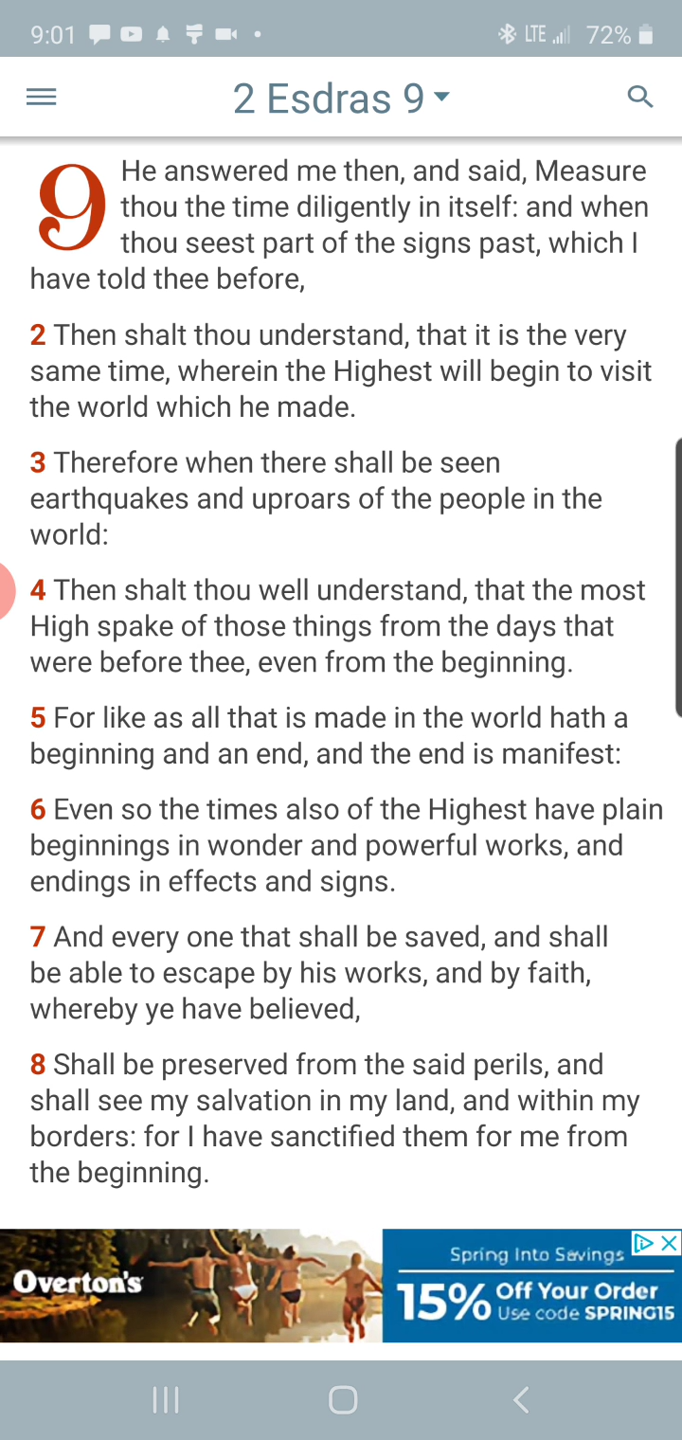 9:01
LTE 72%
2 Esdras 9
9 He answered me then, and said, Measure
thou the time diligently in itself: and when
thou seest part of the signs past, which I
have told thee before,
2 Then shalt thou understand, that it is the very
same time, wherein the Highest will begin to visit
the world which he made.
3 Therefore when there shall be seen
earthquakes and uproars of the people in the
world:
4 Then shalt thou well understand, that the most
High spake of those things from the days that
were before thee, even from the beginning.
5 For like as all that is made in the world hath a
beginning and an end, and the end is manifest:
6 Even so the times also of the Highest have plain
beginnings in wonder and powerful works, and
endings in effects and signs.
7 And every one that shall be saved, and shall
be able to escape by his works, and by faith,
whereby ye have believed,
8 Shall be preserved from the said perils, and
shall see my salvation in my land, and within my
borders: for I have sanctified them for me from
the beginning.
Overton's
Spring Into Savings
15% Off Your Order
Use code SPRING15